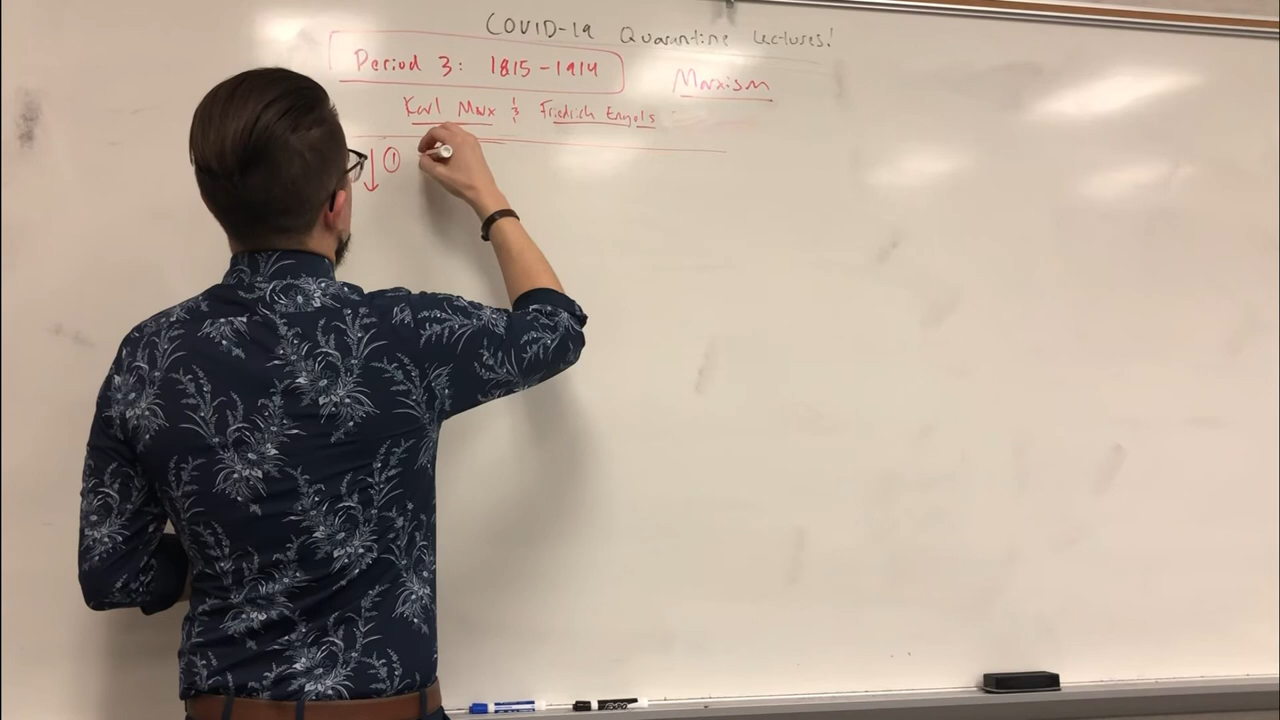 COVID-19 Quarantine Lectures!
Period 3: 1815-1914
Marxism
Karl Marx & Friedrich Engels
↓ ①